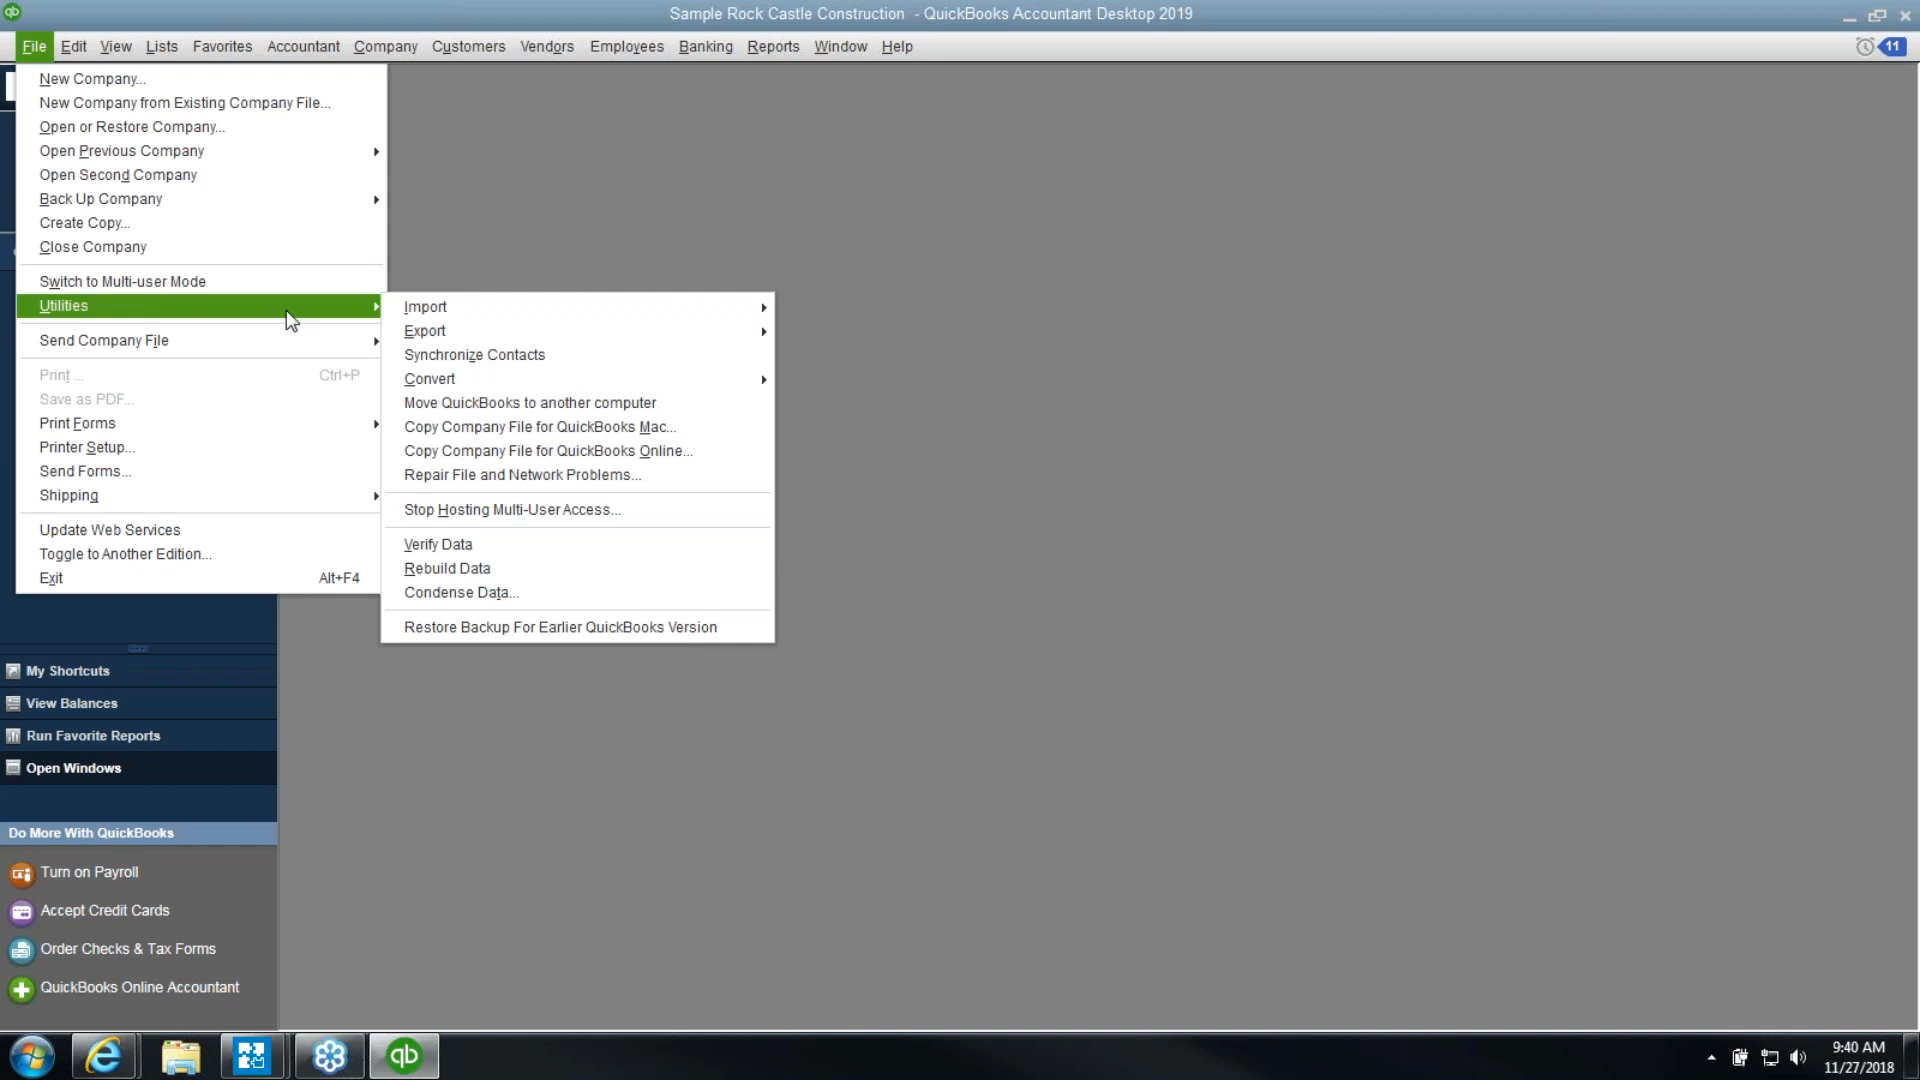 Sample Rock Castle Construction - QuickBooks Accountant Desktop 2019
File Edit View Lists Favorites Accountant Company Customers Vendors Employees Banking Reports Window Help
11
New Company...
New Company from Existing Company File...
Open or Restore Company...
Open Previous Company
Open Second Company
Back Up Company
Create Copy...
Close Company
Switch to Multi-user Mode
Utilities
Send Company File
Print ... Ctrl+P
Save as PDF...
Print Forms
Printer Setup...
Send Forms...
Shipping
Update Web Services
Toggle to Another Edition...
Exit Alt+F4
Import
Export
Synchronize Contacts
Convert
Move QuickBooks to another computer
Copy Company File for QuickBooks Mac...
Copy Company File for QuickBooks Online...
Repair File and Network Problems...
Stop Hosting Multi-User Access...
Verify Data
Rebuild Data
Condense Data...
Restore Backup For Earlier QuickBooks Version
My Shortcuts
View Balances
Run Favorite Reports
Open Windows
Do More With QuickBooks
Turn on Payroll
Accept Credit Cards
Order Checks & Tax Forms
QuickBooks Online Accountant
qb
9:40 AM
11/27/2018